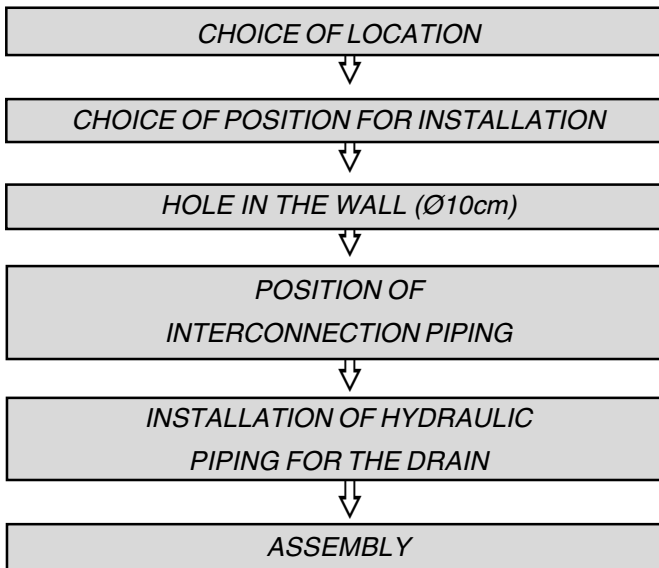 CHOICE OF LOCATION
CHOICE OF POSITION FOR INSTALLATION
HOLE IN THE WALL (Ø10cm)
POSITION OF
INTERCONNECTION PIPING
INSTALLATION OF HYDRAULIC
PIPING FOR THE DRAIN
ASSEMBLY